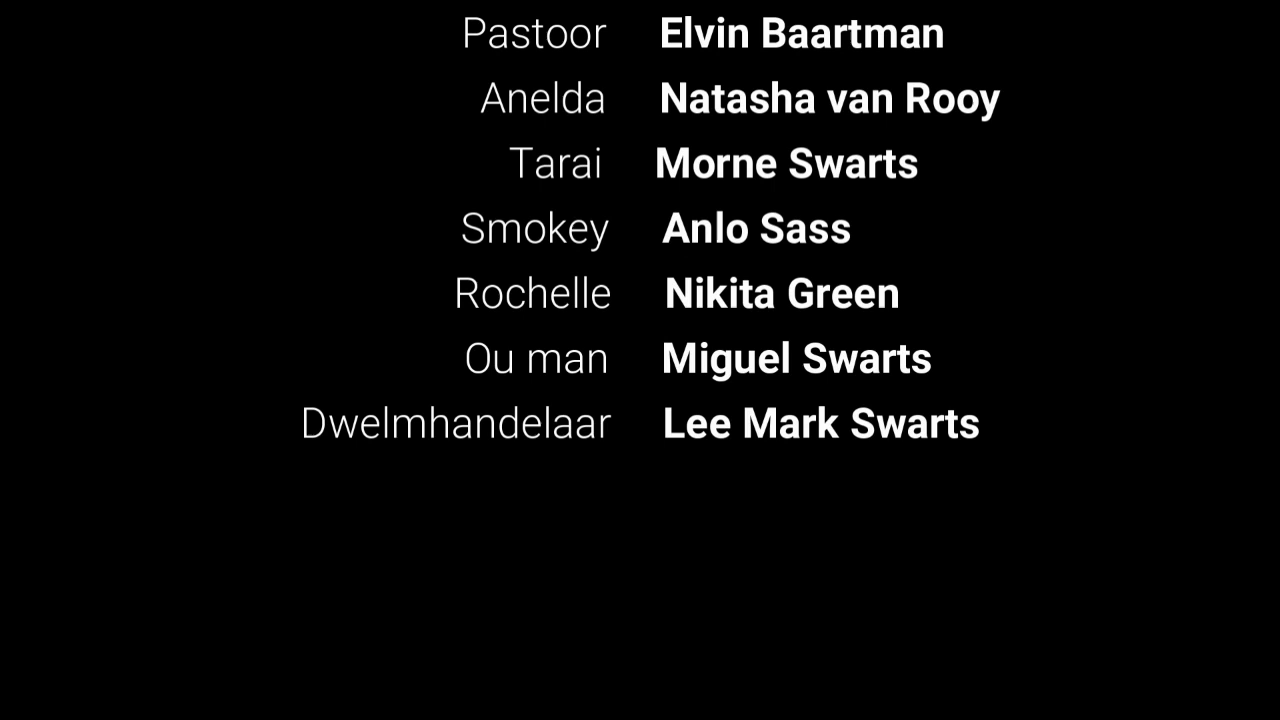 Pastoor Elvin Baartman
Anelda Natasha van Rooy
Tarai Morne Swarts
Smokey Anlo Sass
Rochelle Nikita Green
Ou man Miguel Swarts
Dwelmhandelaar Lee Mark Swarts